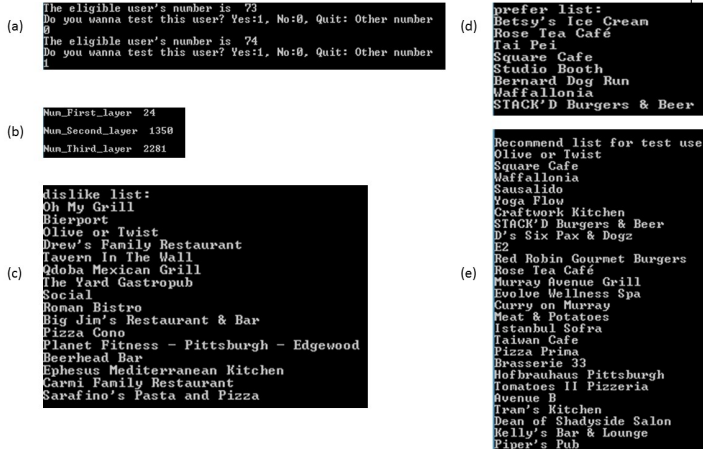 (a)
The eligible user's number is  73
Do you wanna test this user? Yes:1, No:0, Quit: Other number
0
The eligible user's number is  74
Do you wanna test this user? Yes:1, No:0, Quit: Other number
1
(b)
Num_First_layer  24
Num_Second_layer  1350
Num_Third_layer  2281
(c)
dislike list:
Oh My Grill
Bierport
Olive or Twist
Drew's Family Restaurant
Tavern In The Wall
Qdoba Mexican Grill
The Yard Gastropub
Social
Roman Bistro
Big Jim's Restaurant & Bar
Pizza Cono
Planet Fitness - Pittsburgh - Edgewood
Beerhead Bar
Ephesus Mediterranean Kitchen
Carmi Family Restaurant
Sarafino's Pasta and Pizza
(d)
prefer list:
Betsy's Ice Cream
Rose Tea Café
Tai Pei
Square Cafe
Studio Booth
Bernard Dog Run
Waffallonia
STACK'D Burgers & Beer
(e)
Recommend list for test use
Olive or Twist
Square Cafe
Waffallonia
Sausalido
Yoga Flow
Craftwork Kitchen
STACK'D Burgers & Beer
D's Six Pax & Dogz
E2
Red Robin Gourmet Burgers
Rose Tea Café
Murray Avenue Grill
Evolve Wellness Spa
Curry on Murray
Meat & Potatoes
Istanbul Sofra
Taiwan Cafe
Pizza Prima
Brasserie 33
Hofbrauhaus Pittsburgh
Tomatoes II Pizzeria
Avenue B
Tram's Kitchen
Dean of Shadyside Salon
Kelly's Bar & Lounge
Piper's Pub